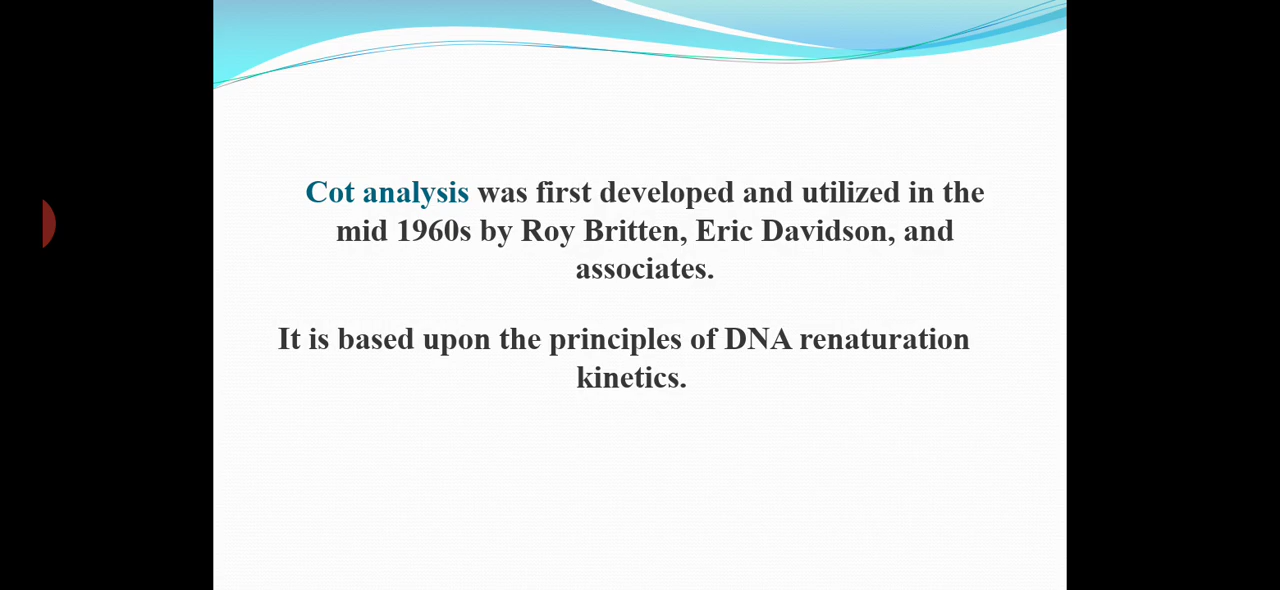 Cot analysis was first developed and utilized in the
mid 1960s by Roy Britten, Eric Davidson, and
associates.
It is based upon the principles of DNA renaturation
kinetics.